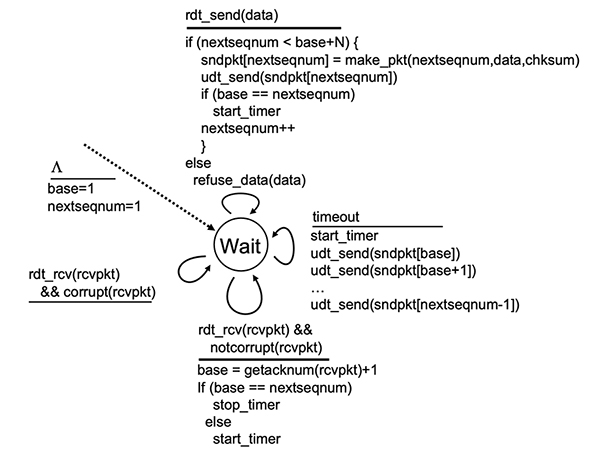 rdt_send(data)
if (nextseqnum < base+N) {
sndpkt[nextseqnum] = make_pkt(nextseqnum,data,chksum)
udt_send(sndpkt[nextseqnum])
if (base == nextseqnum)
start_timer
nextseqnum++
}
else
refuse_data(data)
Λ
base=1
nextseqnum=1
Wait
timeout
start_timer
udt_send(sndpkt[base])
udt_send(sndpkt[base+1])
…
udt_send(sndpkt[nextseqnum-1])
rdt_rcv(rcvpkt)
&& corrupt(rcvpkt)
rdt_rcv(rcvpkt) &&
notcorrupt(rcvpkt)
base = getacknum(rcvpkt)+1
If (base == nextseqnum)
stop_timer
else
start_timer